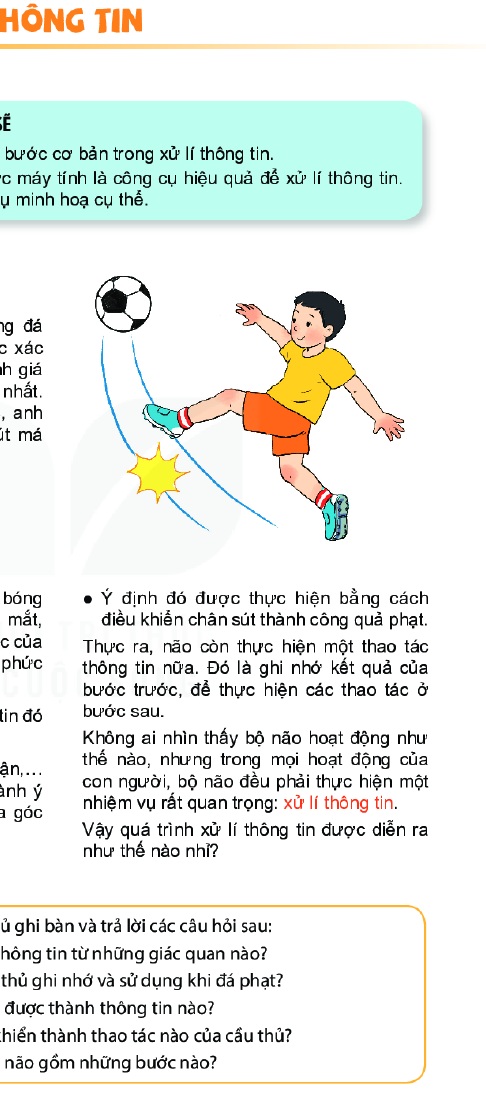 HÔNG TIN
SẼ
bước cơ bản trong xử lí thông tin.
c máy tính là công cụ hiệu quả để xử lí thông tin.
ụ minh hoạ cụ thể.
ng đá
c xác
h giá
nhất.
, anh
út má
bóng
mắt,
c của
phức
tin đó
ận,...
ành ý
a góc
● Ý định đó được thực hiện bằng cách
điều khiển chân sút thành công quả phạt.
Thực ra, não còn thực hiện một thao tác
thông tin nữa. Đó là ghi nhớ kết quả của
bước trước, để thực hiện các thao tác ở
bước sau.
Không ai nhìn thấy bộ não hoạt động như
thế nào, nhưng trong mọi hoạt động của
con người, bộ não đều phải thực hiện một
nhiệm vụ rất quan trọng: xử lí thông tin.
Vậy quá trình xử lí thông tin được diễn ra
như thế nào nhỉ?
ủ ghi bàn và trả lời các câu hỏi sau:
hông tin từ những giác quan nào?
thủ ghi nhớ và sử dụng khi đá phạt?
được thành thông tin nào?
khiển thành thao tác nào của cầu thủ?
não gồm những bước nào?